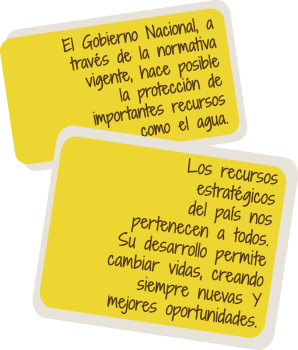 El Gobierno Nacional, a
través de la normativa
vigente, hace posible
la protección de
importantes recursos
como el agua.
Los recursos
estratégicos
del país nos
pertenecen a todos.
Su desarrollo permite
cambiar vidas, creando
siempre nuevas y
mejores oportunidades.